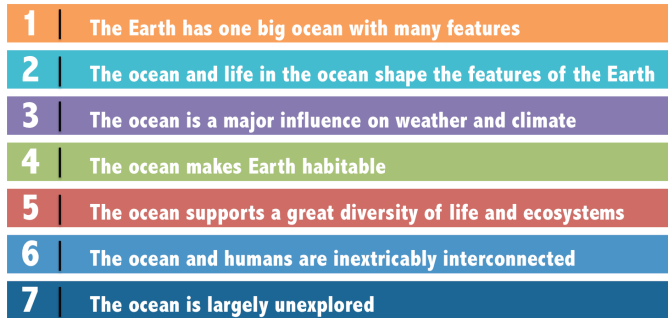 1 | The Earth has one big ocean with many features
2 | The ocean and life in the ocean shape the features of the Earth
3 | The ocean is a major influence on weather and climate
4 | The ocean makes Earth habitable
5 | The ocean supports a great diversity of life and ecosystems
6 | The ocean and humans are inextricably interconnected
7 | The ocean is largely unexplored